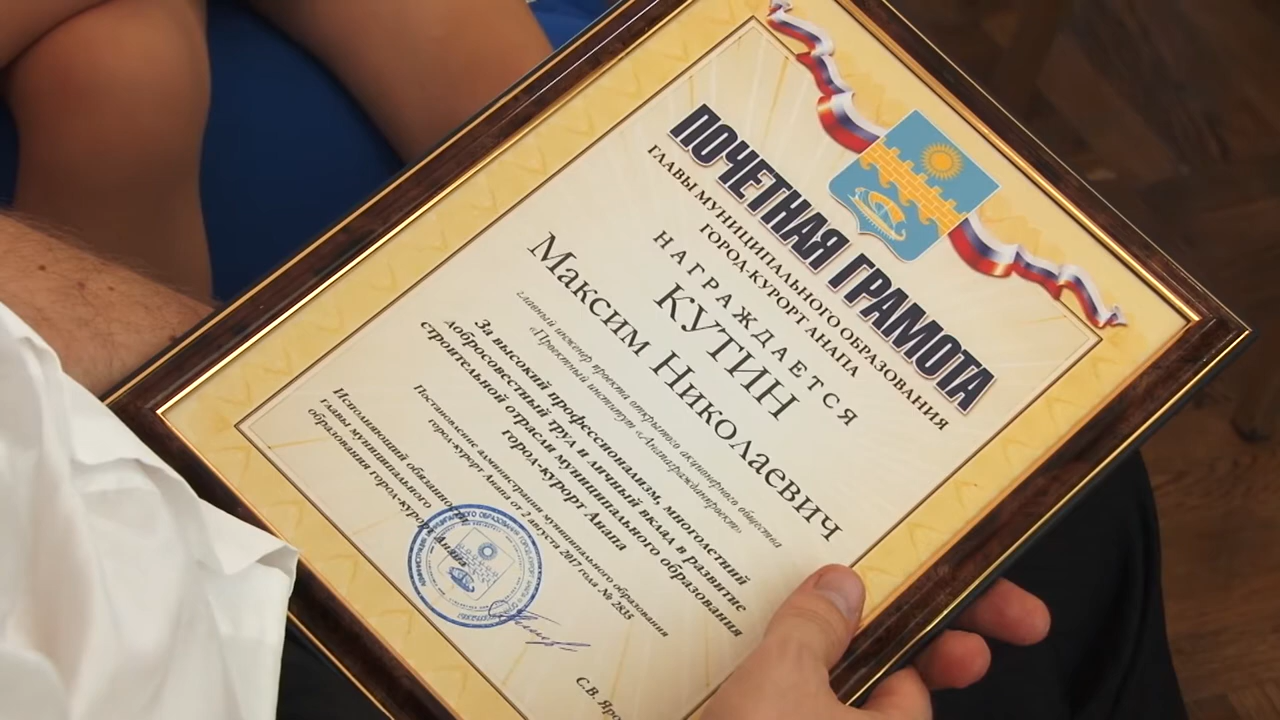 ПОЧЕТНАЯ ГРАМОТА
ГЛАВЫ МУНИЦИПАЛЬНОГО ОБРАЗОВАНИЯ
ГОРОД-КУРОРТ АНАПА
НАГРАЖДАЕТСЯ
КУТИН
Максим Николаевич
главный инженер проекта открытого акционерного общества
«Проектный институт «Анапагражданпроект»
За высокий профессионализм, многолетний
добросовестный труд и личный вклад в развитие
строительной отрасли муниципального образования
город-курорт Анапа
Постановление администрации муниципального образования
город-курорт Анапа от 2 августа 2017 года № 2835
Исполняющий обязанности
главы муниципального
образования город-курорт Анапа
С.В. Яро